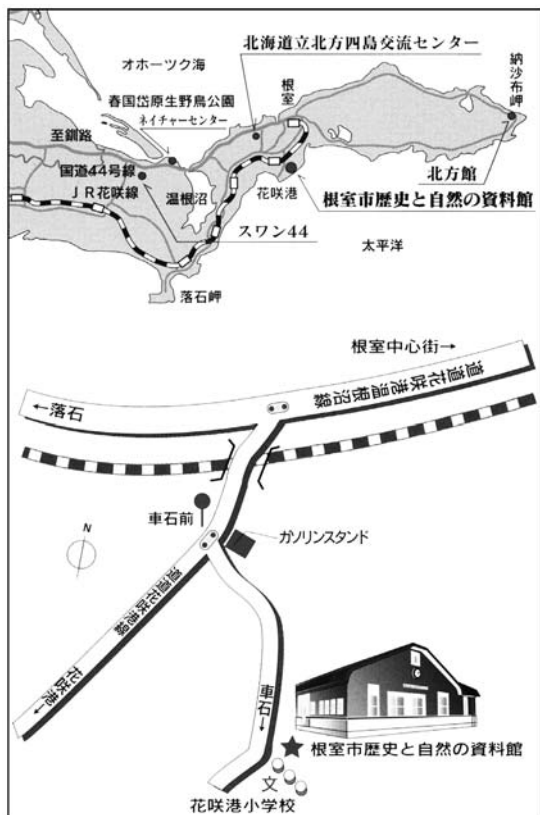 北海道立北方四島交流センター
オホーツク海
納沙布岬
根室
春国岱原生野鳥公園
ネイチャーセンター
至釧路
国道44号線
北方館
JR花咲線
温根沼
花咲港
根室市歴史と自然の資料館
スワン44
太平洋
落石岬
根室中心街→
道道花咲港温根沼線
←落石
車石前
ガソリンスタンド
N
道道花咲港線
花咲港→
車石→
★根室市歴史と自然の資料館
文
花咲港小学校